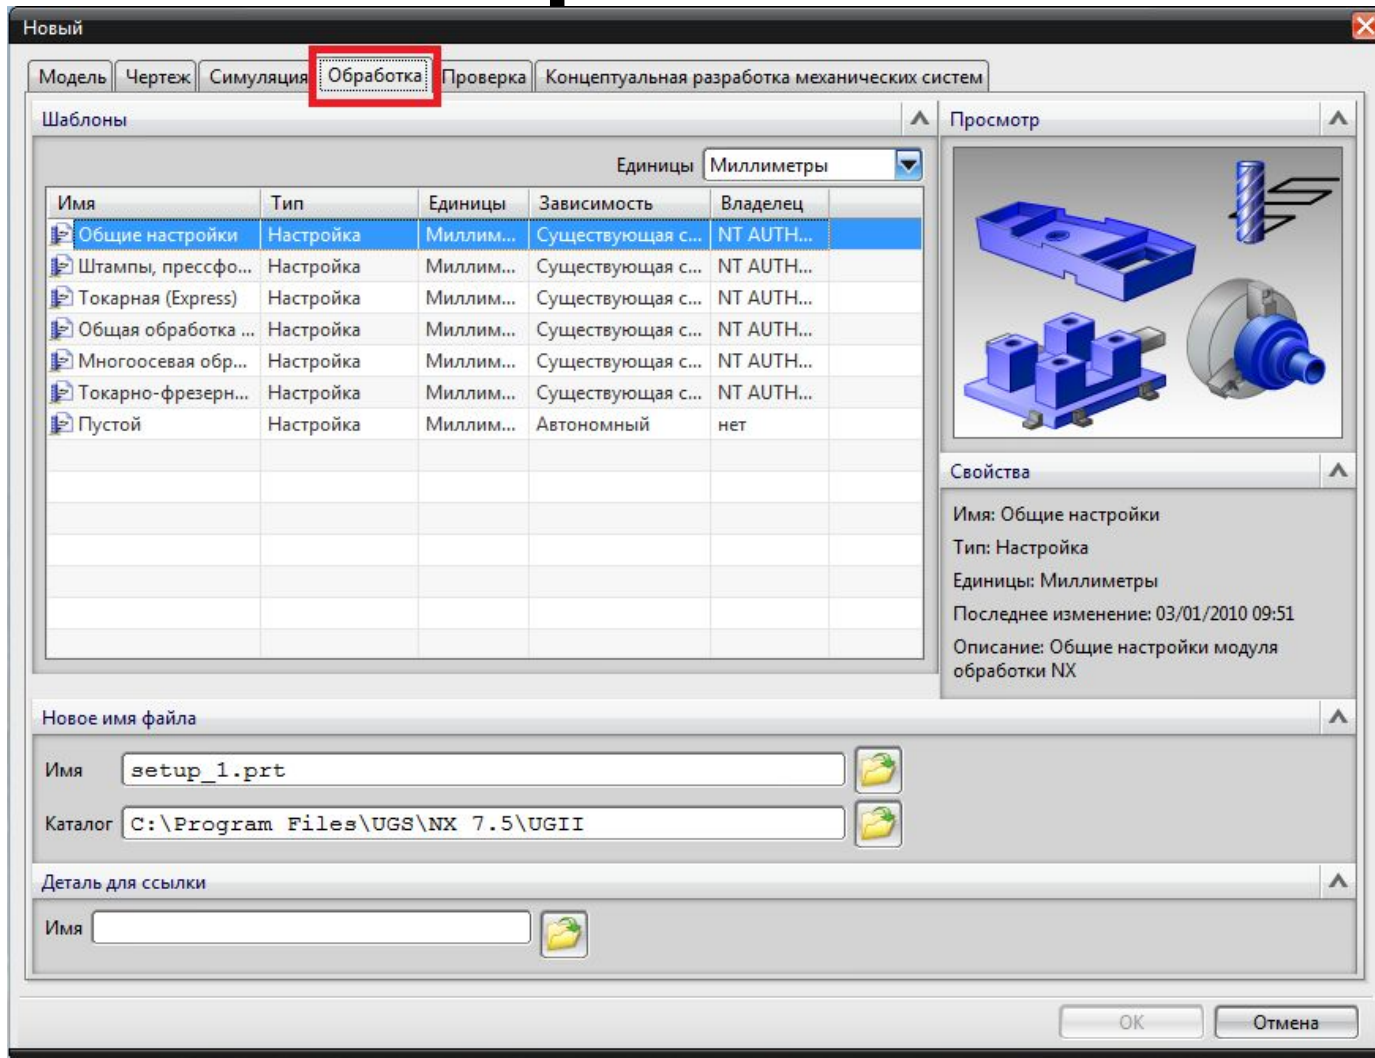 Новый
Модель Чертеж Симуляция Обработка Проверка Концептуальная разработка механических систем
Шаблоны
Единицы Миллиметры
Имя Тип Единицы Зависимость Владелец
Общие настройки Настройка Миллим... Существующая с... NT AUTH...
Штампы, прессфо... Настройка Миллим... Существующая с... NT AUTH...
Токарная (Express) Настройка Миллим... Существующая с... NT AUTH...
Общая обработка ... Настройка Миллим... Существующая с... NT AUTH...
Многоосевая обр... Настройка Миллим... Существующая с... NT AUTH...
Токарно-фрезерн... Настройка Миллим... Существующая с... NT AUTH...
Пустой Настройка Миллим... Автономный нет
Просмотр
Свойства
Имя: Общие настройки
Тип: Настройка
Единицы: Миллиметры
Последнее изменение: 03/01/2010 09:51
Описание: Общие настройки модуля
обработки NX
Новое имя файла
Имя setup_1.prt
Каталог C:\Program Files\UGS\NX 7.5\UGII
Деталь для ссылки
Имя
OK Отмена